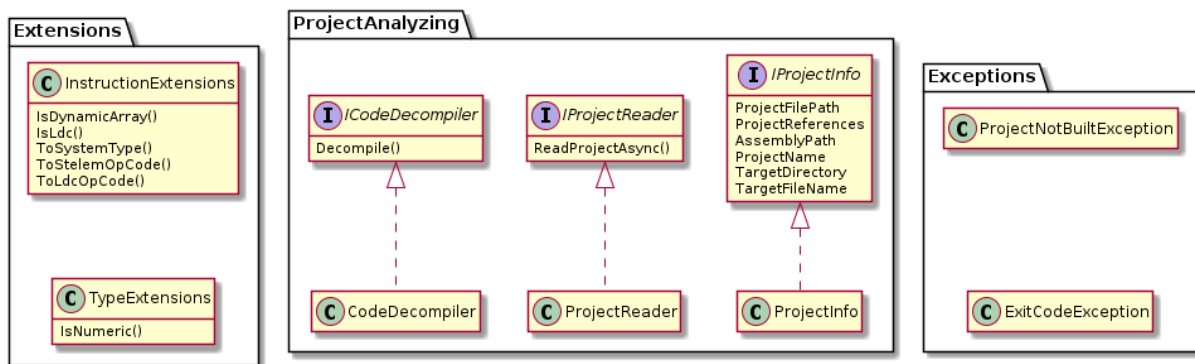 Extensions
C InstructionExtensions
IsDynamicArray()
IsLdc()
ToSystemType()
ToStelemOpCode()
ToLdcOpCode()
C TypeExtensions
IsNumeric()
ProjectAnalyzing
I ICodeDecompiler
Decompile()
I IProjectReader
ReadProjectAsync()
I IProjectInfo
ProjectFilePath
ProjectReferences
AssemblyPath
ProjectName
TargetDirectory
TargetFileName
C CodeDecompiler
C ProjectReader
C ProjectInfo
Exceptions
C ProjectNotBuiltException
C ExitCodeException